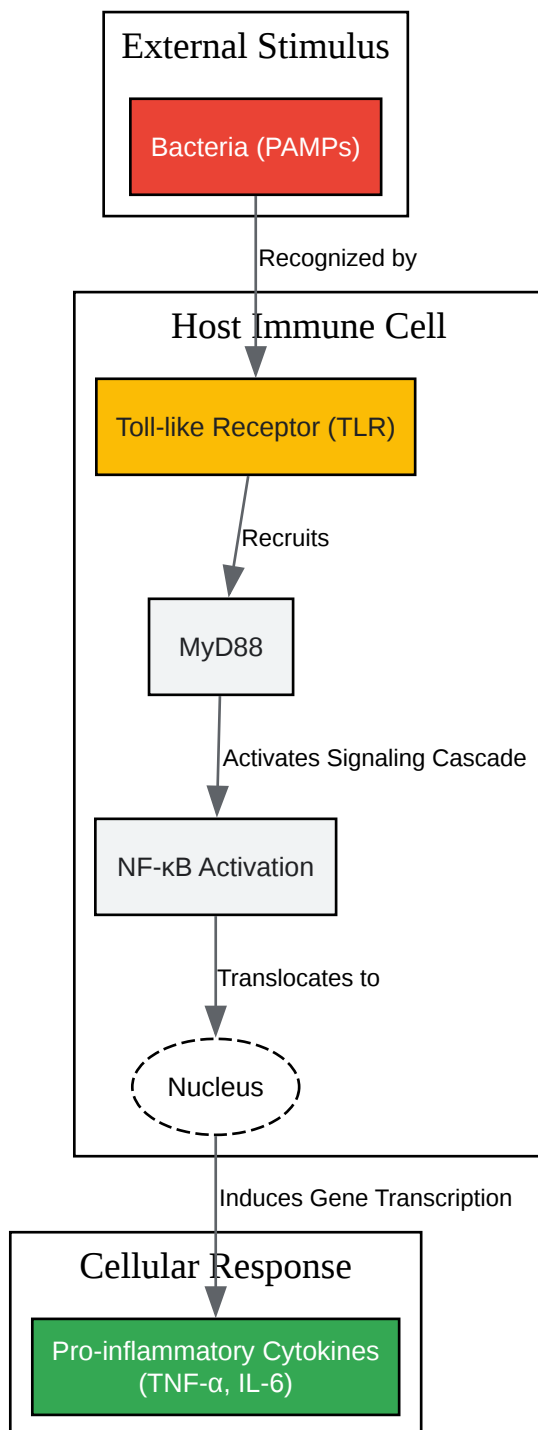 External Stimulus
Bacteria (PAMPs)
Recognized by
Host Immune Cell
Toll-like Receptor (TLR)
Recruits
MyD88
Activates Signaling Cascade
NF-κB Activation
Translocates to
Nucleus
Induces Gene Transcription
Cellular Response
Pro-inflammatory Cytokines
(TNF-α, IL-6)